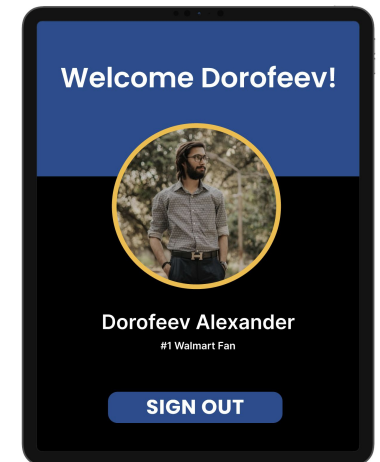 Welcome Dorofeev!
Dorofeev Alexander
#1 Walmart Fan
SIGN OUT